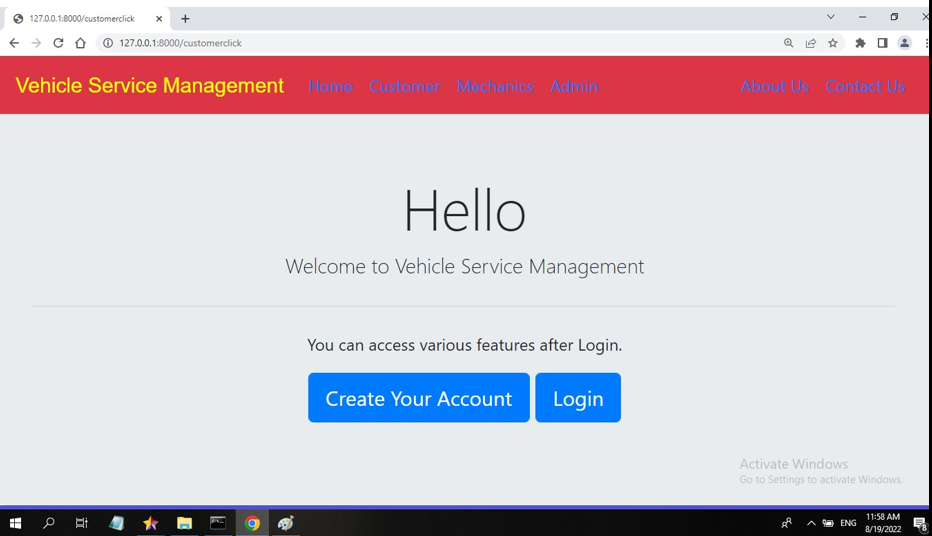 127.0.0.1:8000/customerclick
127.0.0.1:8000/customerclick
Vehicle Service Management Home Customer Mechanics Admin About Us Contact Us
Hello
Welcome to Vehicle Service Management
You can access various features after Login.
Create Your Account Login
Activate Windows
Go to Settings to activate Windows.
ENG 11:58 AM
8/19/2022
8